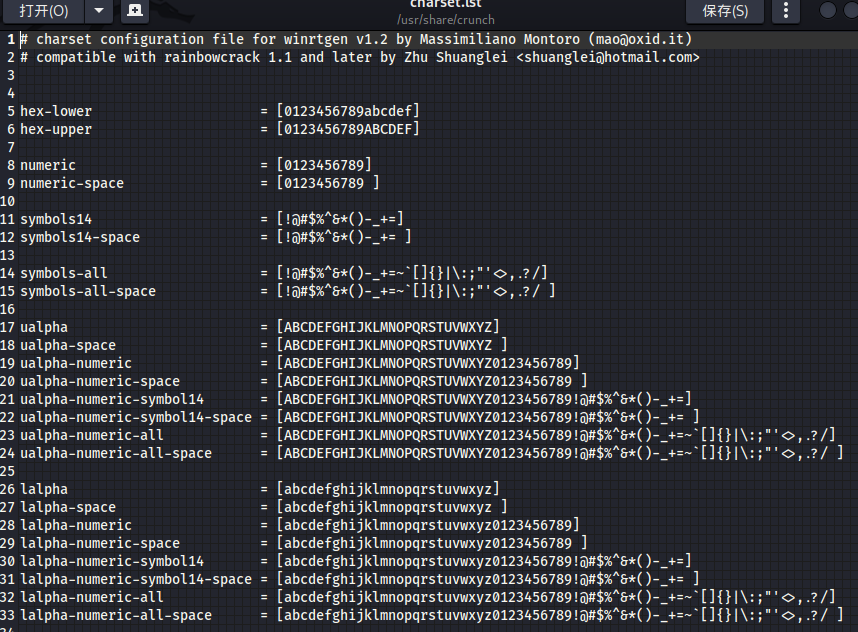 打开(O)
charset.lst
/usr/share/crunch
保存(S)
1 # charset configuration file for winrtgen v1.2 by Massimiliano Montoro (mao@oxid.it)
2 # compatible with rainbowcrack 1.1 and later by Zhu Shuanglei <shuanglei@hotmail.com>
3
4
5 hex-lower = [0123456789abcdef]
6 hex-upper = [0123456789ABCDEF]
7
8 numeric = [0123456789]
9 numeric-space = [0123456789 ]
10
11 symbols14 = [!@#$%^&*()-_+=]
12 symbols14-space = [!@#$%^&*()-_+= ]
13
14 symbols-all = [!@#$%^&*()-_+=~`[]{}|\:;"'<>,.?/]
15 symbols-all-space = [!@#$%^&*()-_+=~`[]{}|\:;"'<>,.?/ ]
16
17 ualpha = [ABCDEFGHIJKLMNOPQRSTUVWXYZ]
18 ualpha-space = [ABCDEFGHIJKLMNOPQRSTUVWXYZ ]
19 ualpha-numeric = [ABCDEFGHIJKLMNOPQRSTUVWXYZ0123456789]
20 ualpha-numeric-space = [ABCDEFGHIJKLMNOPQRSTUVWXYZ0123456789 ]
21 ualpha-numeric-symbol14 = [ABCDEFGHIJKLMNOPQRSTUVWXYZ0123456789!@#$%^&*()-_+=]
22 ualpha-numeric-symbol14-space = [ABCDEFGHIJKLMNOPQRSTUVWXYZ0123456789!@#$%^&*()-_+= ]
23 ualpha-numeric-all = [ABCDEFGHIJKLMNOPQRSTUVWXYZ0123456789!@#$%^&*()-_+=~`[]{}|\:;"'<>,.?/]
24 ualpha-numeric-all-space = [ABCDEFGHIJKLMNOPQRSTUVWXYZ0123456789!@#$%^&*()-_+=~`[]{}|\:;"'<>,.?/ ]
25
26 lalpha = [abcdefghijklmnopqrstuvwxyz]
27 lalpha-space = [abcdefghijklmnopqrstuvwxyz ]
28 lalpha-numeric = [abcdefghijklmnopqrstuvwxyz0123456789]
29 lalpha-numeric-space = [abcdefghijklmnopqrstuvwxyz0123456789 ]
30 lalpha-numeric-symbol14 = [abcdefghijklmnopqrstuvwxyz0123456789!@#$%^&*()-_+=]
31 lalpha-numeric-symbol14-space = [abcdefghijklmnopqrstuvwxyz0123456789!@#$%^&*()-_+= ]
32 lalpha-numeric-all = [abcdefghijklmnopqrstuvwxyz0123456789!@#$%^&*()-_+=~`[]{}|\:;"'<>,.?/]
33 lalpha-numeric-all-space = [abcdefghijklmnopqrstuvwxyz0123456789!@#$%^&*()-_+=~`[]{}|\:;"'<>,.?/ ]